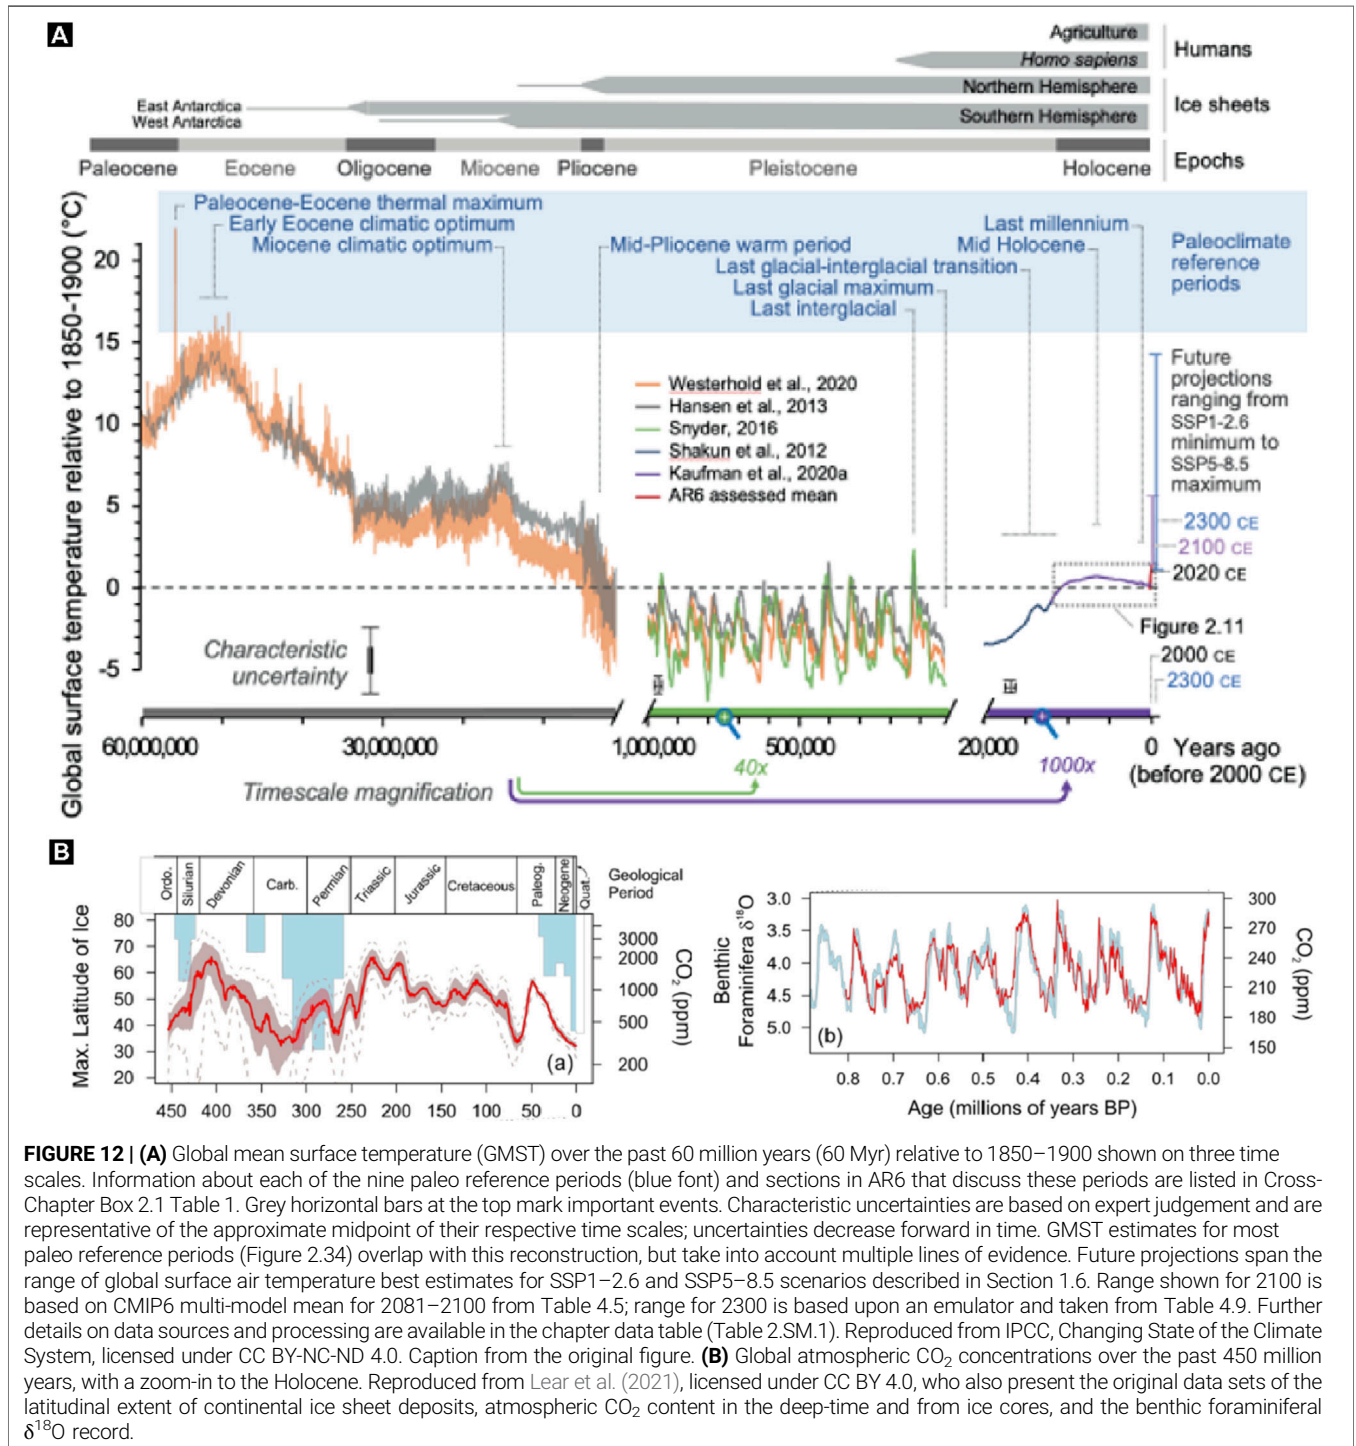 A
Agriculture
Homo sapiens
Humans
Northern Hemisphere
East Antarctica
West Antarctica
Southern Hemisphere
Ice sheets
Paleocene Eocene Oligocene Miocene Pliocene Pleistocene Holocene
Epochs
Global surface temperature relative to 1850-1900 (°C)
Paleocene-Eocene thermal maximum
Early Eocene climatic optimum
Miocene climatic optimum
Mid-Pliocene warm period
Last millennium
Mid Holocene
Last glacial-interglacial transition
Last glacial maximum
Last interglacial
Paleoclimate
reference
periods
20
15
10
5
0
-5
Westerhold et al., 2020
Hansen et al., 2013
Snyder, 2016
Shakun et al., 2012
Kaufman et al., 2020a
AR6 assessed mean
Future
projections
ranging from
SSP1-2.6
minimum to
SSP5-8.5
maximum
2300 CE
2100 CE
2020 CE
Figure 2.11
2000 CE
2300 CE
Characteristic
uncertainty
60,000,000 30,000,000 1,000,000 500,000 20,000 0 Years ago
(before 2000 CE)
Timescale magnification
40x
1000x
B
Ordo. Silurian Devonian Carb. Permian Triassic Jurassic Cretaceous Paleog. Neogene Quat.
Geological
Period
Max. Latitude of Ice
80
70
60
50
40
30
20
3000
2000
1000
500
200
CO2 (ppm)
(a)
450 400 350 300 250 200 150 100 50 0
Benthic
Foraminifera δ18O
3.0
3.5
4.0
4.5
5.0
300
270
240
210
180
150
CO2 (ppm)
(b)
0.8 0.7 0.6 0.5 0.4 0.3 0.2 0.1 0.0
Age (millions of years BP)
FIGURE 12 | (A) Global mean surface temperature (GMST) over the past 60 million years (60 Myr) relative to 1850–1900 shown on three time
scales. Information about each of the nine paleo reference periods (blue font) and sections in AR6 that discuss these periods are listed in Cross-
Chapter Box 2.1 Table 1. Grey horizontal bars at the top mark important events. Characteristic uncertainties are based on expert judgement and are
representative of the approximate midpoint of their respective time scales; uncertainties decrease forward in time. GMST estimates for most
paleo reference periods (Figure 2.34) overlap with this reconstruction, but take into account multiple lines of evidence. Future projections span the
range of global surface air temperature best estimates for SSP1–2.6 and SSP5–8.5 scenarios described in Section 1.6. Range shown for 2100 is
based on CMIP6 multi-model mean for 2081–2100 from Table 4.5; range for 2300 is based upon an emulator and taken from Table 4.9. Further
details on data sources and processing are available in the chapter data table (Table 2.SM.1). Reproduced from IPCC, Changing State of the Climate
System, licensed under CC BY-NC-ND 4.0. Caption from the original figure. (B) Global atmospheric CO2 concentrations over the past 450 million
years, with a zoom-in to the Holocene. Reproduced from Lear et al. (2021), licensed under CC BY 4.0, who also present the original data sets of the
latitudinal extent of continental ice sheet deposits, atmospheric CO2 content in the deep-time and from ice cores, and the benthic foraminiferal
δ18O record.